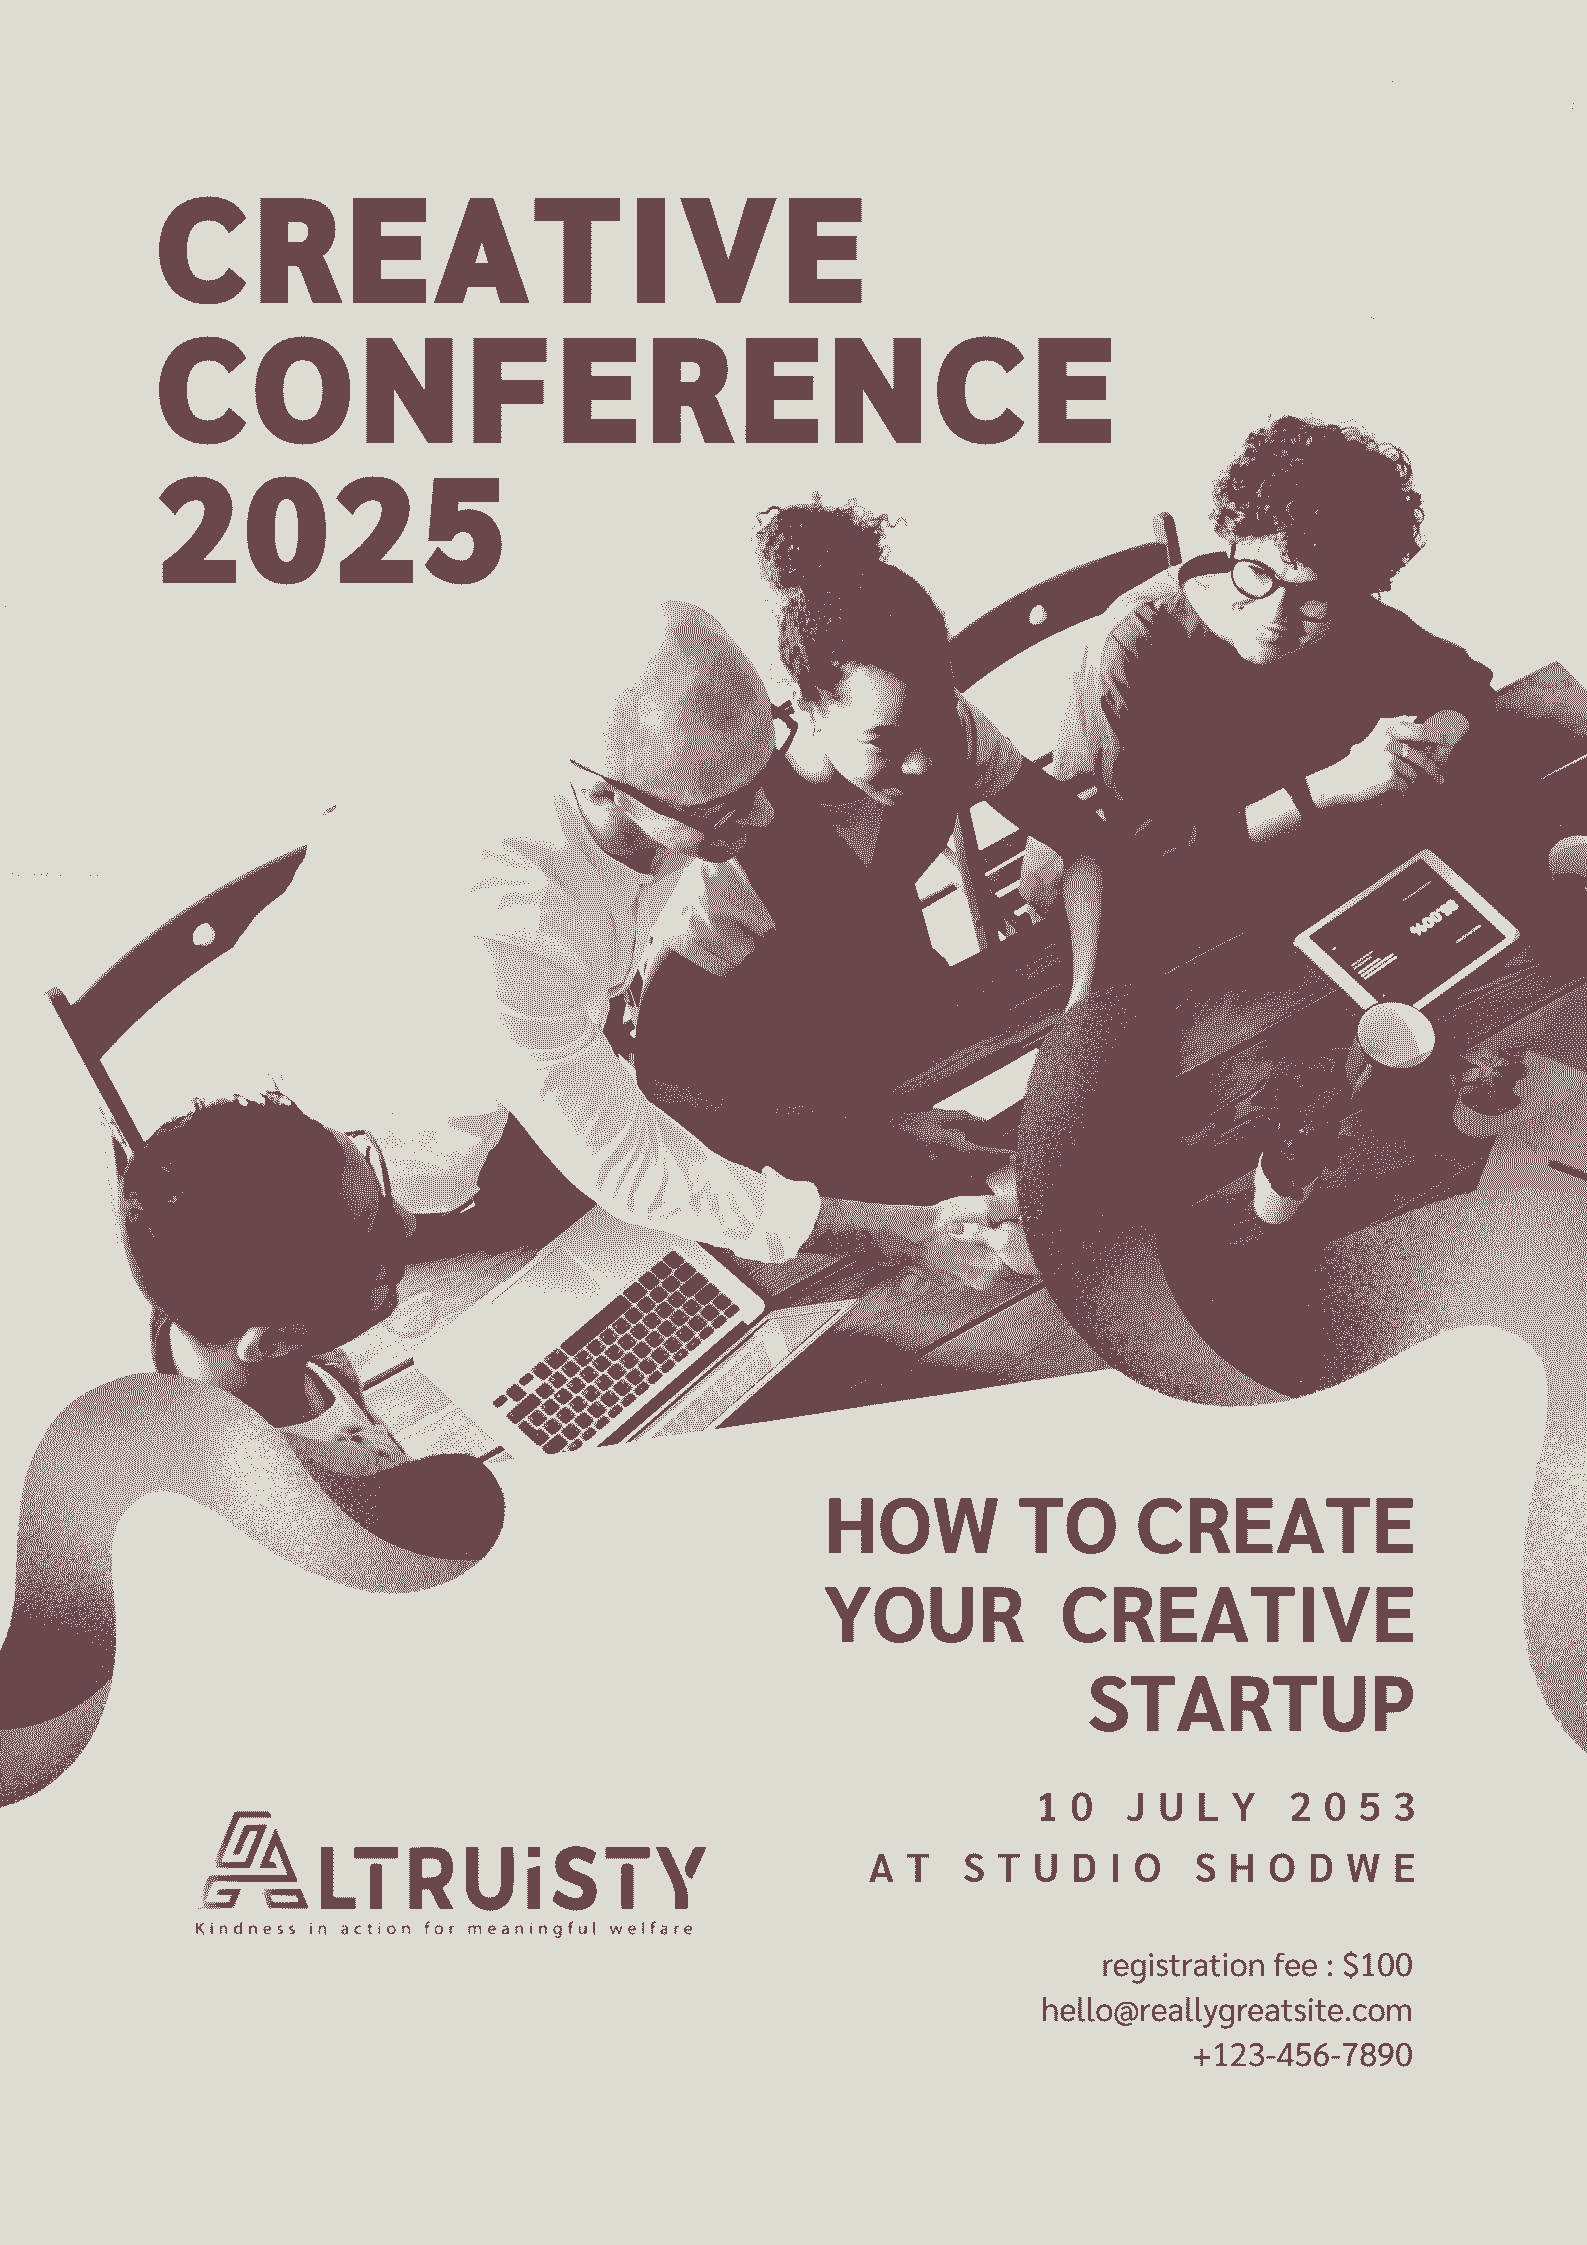 CREATIVE
CONFERENCE
2025
HOW TO CREATE
YOUR CREATIVE
STARTUP
10 JULY 2053
AT STUDIO SHODWE
ALTRUiSTY
Kindness in action for meaningful welfare
registration fee : $100
hello@reallygreatsite.com
+123-456-7890